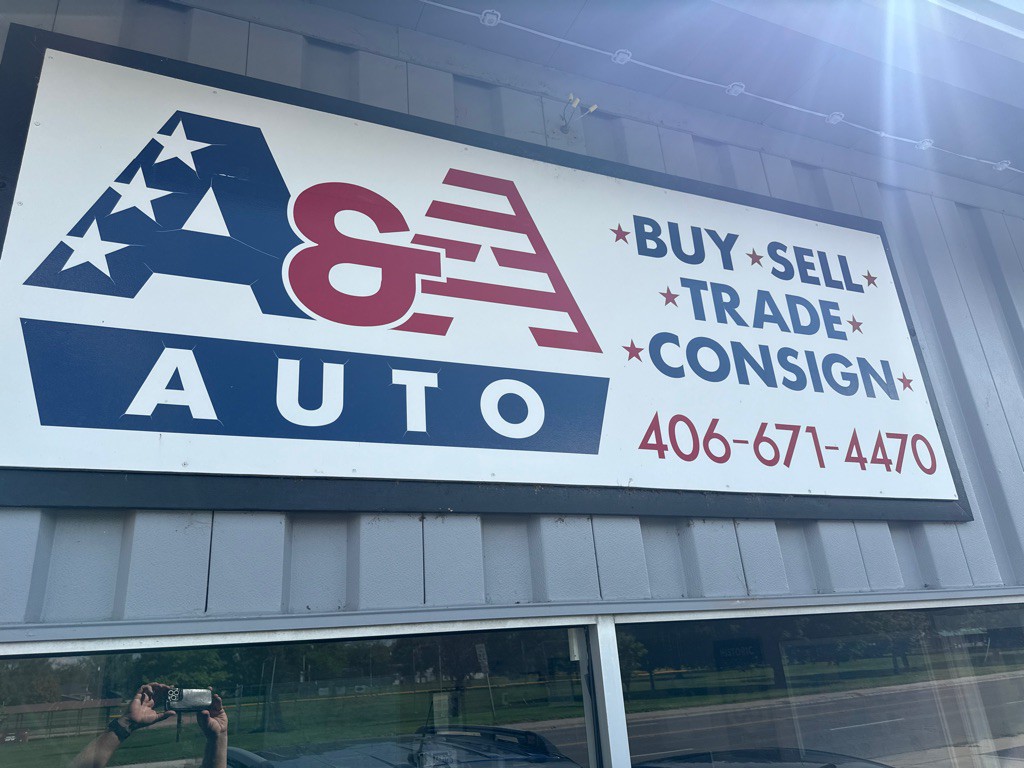 A&A
AUTO
BUY SELL
TRADE
CONSIGN
406-671-4470